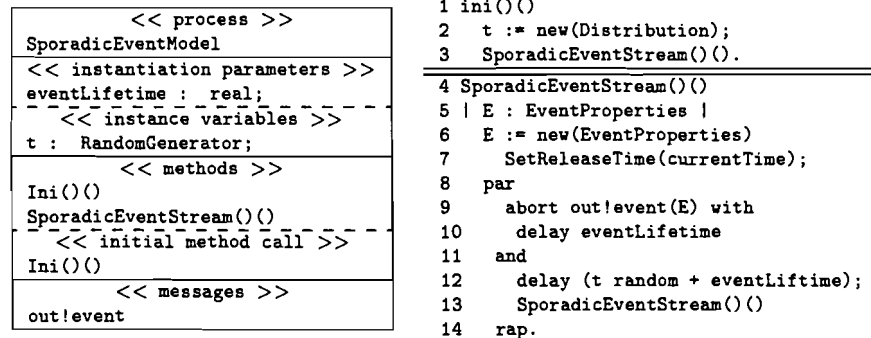 << process >>
SporadicEventModel
<< instantiation parameters >>
eventLifetime : real;
<< instance variables >>
t : RandomGenerator;
<< methods >>
Ini()()
SporadicEventStream()()
<< initial method call >>
Ini()()
<< messages >>
out!event
1 ini()()
2 t := new(Distribution);
3 SporadicEventStream()().
4 SporadicEventStream()()
5 | E : EventProperties |
6 E := new(EventProperties)
7 SetReleaseTime(currentTime);
8 par
9 abort out!event(E) with
10 delay eventLifetime
11 and
12 delay (t random + eventLiftime);
13 SporadicEventStream()()
14 rap.